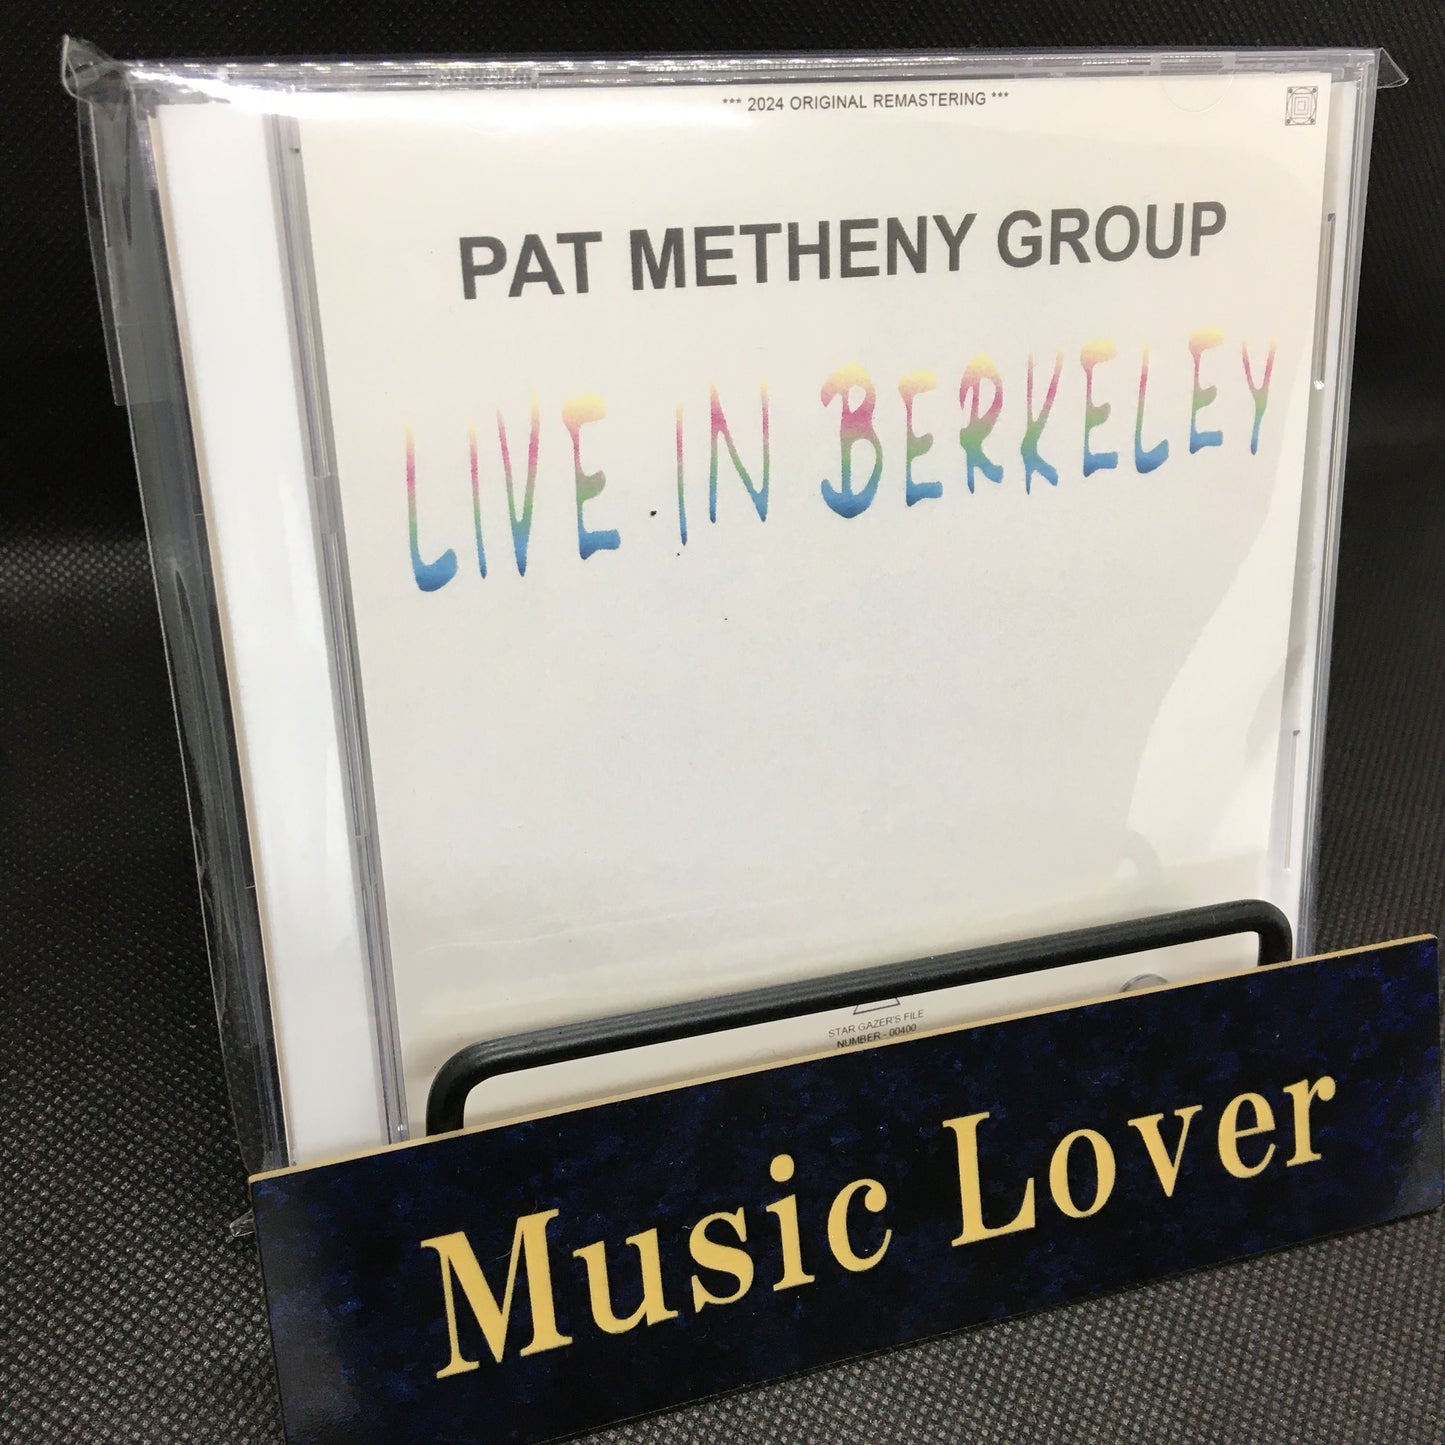 *** 2024 ORIGINAL REMASTERING ***
PAT METHENY GROUP
LIVE IN BERKELEY
STAR GAZER'S FILE
NUMBER - 00400
Music Lover